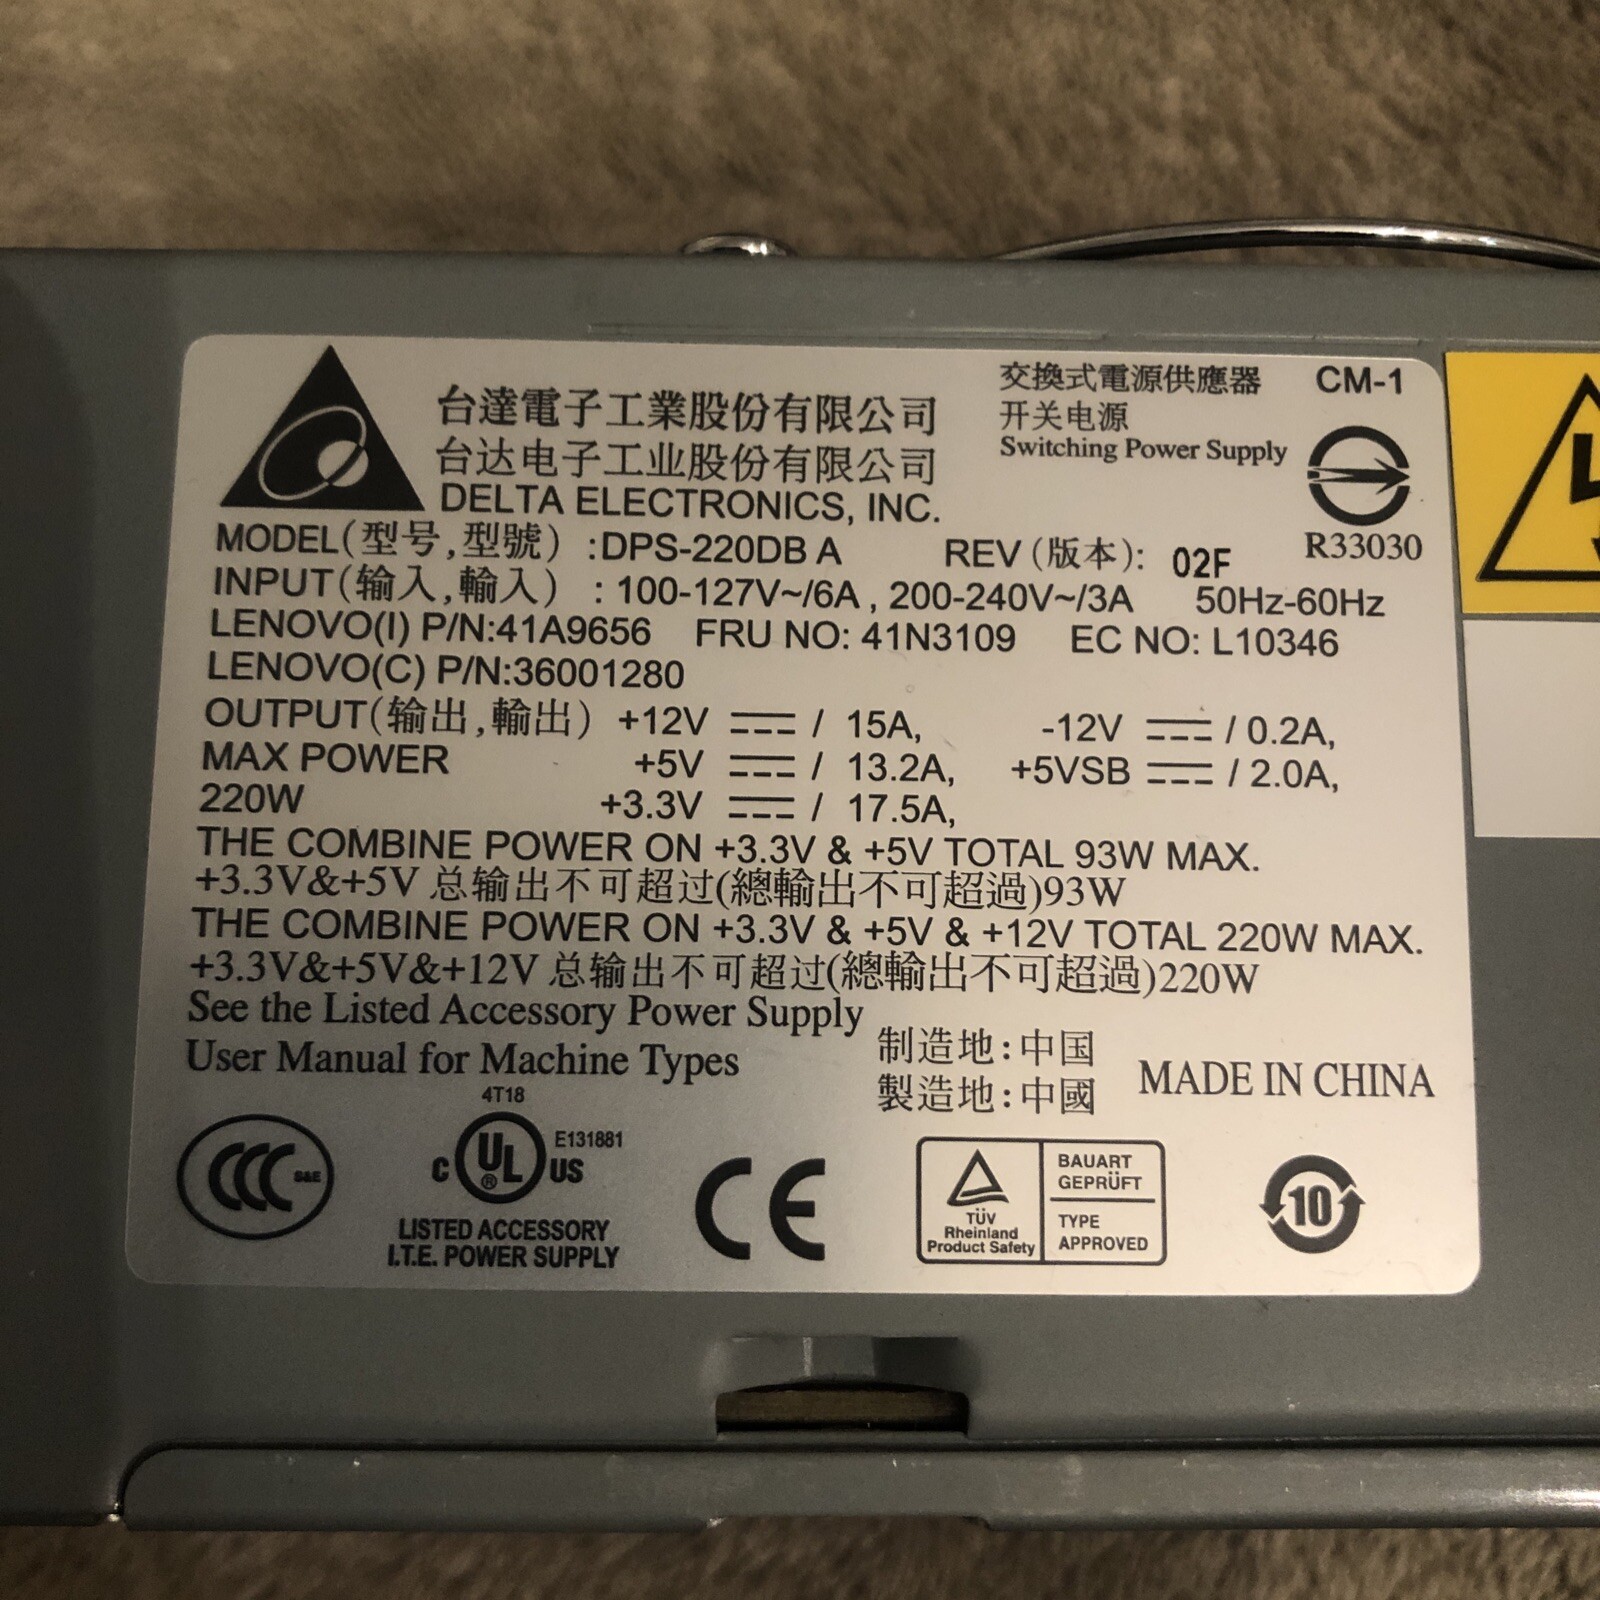 台達電子工業股份有限公司
台达电子工业股份有限公司
DELTA ELECTRONICS, INC.
交換式電源供應器 CM-1
开关电源
Switching Power Supply
R33030
MODEL(型号,型號) :DPS-220DB A REV (版本): 02F
INPUT(输入,輸入) : 100-127V~/6A , 200-240V~/3A 50Hz-60Hz
LENOVO(I) P/N:41A9656 FRU NO: 41N3109 EC NO: L10346
LENOVO(C) P/N:36001280
OUTPUT(输出,輸出) +12V ⎓ / 15A, -12V ⎓ / 0.2A,
MAX POWER +5V ⎓ / 13.2A, +5VSB ⎓ / 2.0A,
220W +3.3V ⎓ / 17.5A,
THE COMBINE POWER ON +3.3V & +5V TOTAL 93W MAX.
+3.3V&+5V 总输出不可超过(總輸出不可超過)93W
THE COMBINE POWER ON +3.3V & +5V & +12V TOTAL 220W MAX.
+3.3V&+5V&+12V 总输出不可超过(總輸出不可超過)220W
See the Listed Accessory Power Supply
User Manual for Machine Types
制造地:中国
製造地:中國
MADE IN CHINA
4T18
CCC S&E
C UL ® US E131881
LISTED ACCESSORY
I.T.E. POWER SUPPLY
CE
TÜV
Rheinland
Product Safety
BAUART
GEPRÜFT
TYPE
APPROVED
10